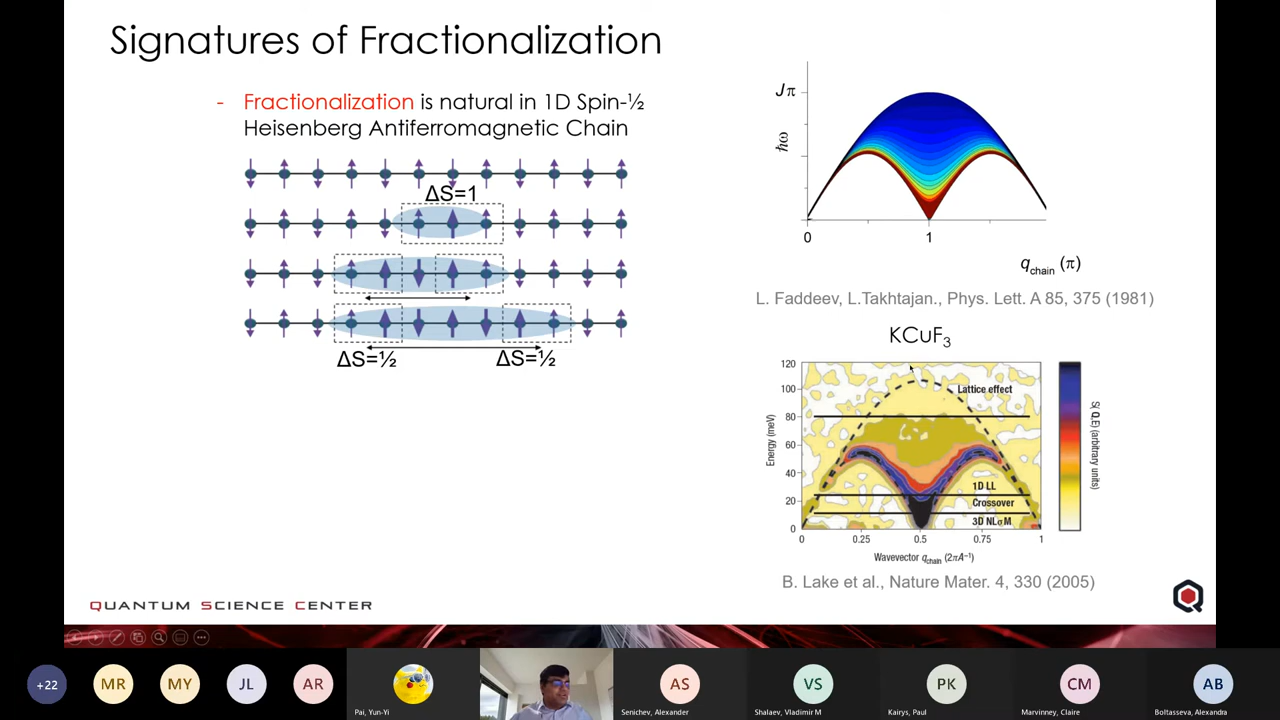 Signatures of Fractionalization
- Fractionalization is natural in 1D Spin-½
Heisenberg Antiferromagnetic Chain
ΔS=1
ΔS=½
ΔS=½
Jπ
ħω
0
1
q chain (π)
L. Faddeev, L.Takhtajan., Phys. Lett. A 85, 375 (1981)
KCuF3
120
100
80
60
40
20
0
Energy (meV)
Lattice effect
1D LL
Crossover
3D NLσM
0
0.25
0.5
0.75
1
Wavevector qchain (2πA⁻¹)
S(Q,E) (arbitrary units)
B. Lake et al., Nature Mater. 4, 330 (2005)
QUANTUM SCIENCE CENTER
+22
MR
MY
JL
AR
Pai, Yun-Yi
AS
Senichev, Alexander
VS
Shalaev, Vladimir M
PK
Kairys, Paul
CM
Marvinney, Claire
AB
Boltasseva, Alexandra